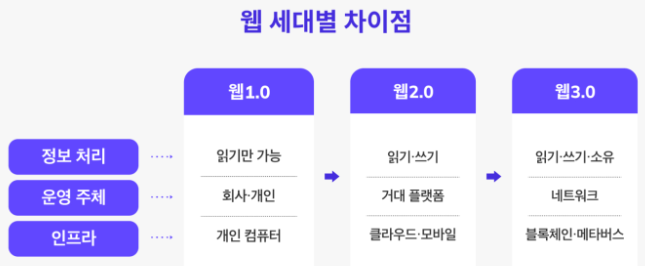 웹 세대별 차이점
웹1.0 웹2.0 웹3.0
정보 처리 읽기만 가능 읽기·쓰기 읽기·쓰기·소유
운영 주체 회사·개인 거대 플랫폼 네트워크
인프라 개인 컴퓨터 클라우드·모바일 블록체인·메타버스